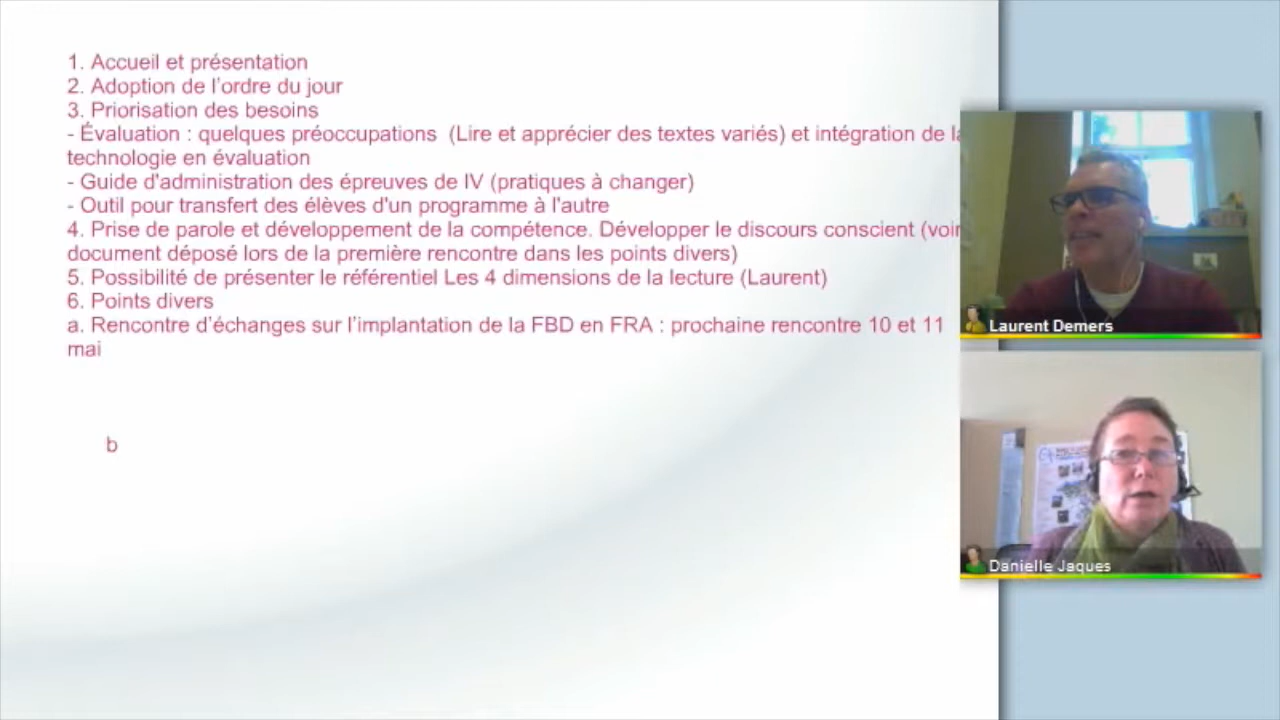 1. Accueil et présentation
2. Adoption de l’ordre du jour
3. Priorisation des besoins
- Évaluation : quelques préoccupations  (Lire et apprécier des textes variés) et intégration de
technologie en évaluation
- Guide d'administration des épreuves de IV (pratiques à changer)
- Outil pour transfert des élèves d'un programme à l'autre
4. Prise de parole et développement de la compétence. Développer le discours conscient (voir
document déposé lors de la première rencontre dans les points divers)
5. Possibilité de présenter le référentiel Les 4 dimensions de la lecture (Laurent)
6. Points divers
a. Rencontre d’échanges sur l’implantation de la FBD en FRA : prochaine rencontre 10 et 11
mai
b
Laurent Demers
Danielle Jaques